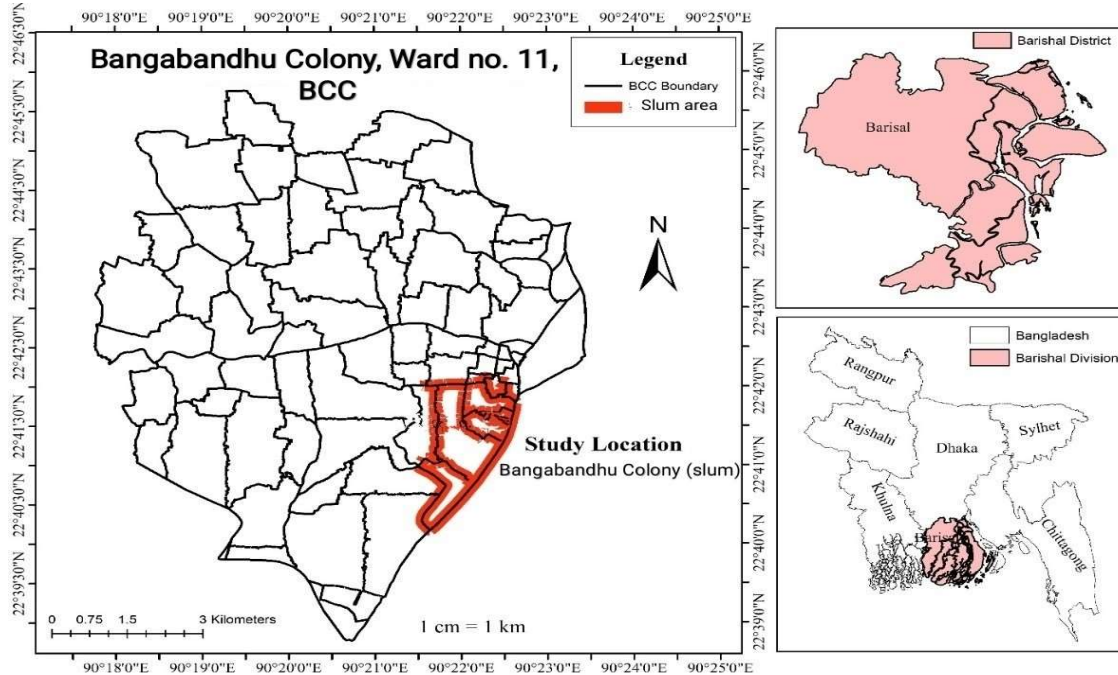 90°18'0"E 90°19'0"E 90°20'0"E 90°21'0"E 90°22'0"E 90°23'0"E 90°24'0"E 90°25'0"E
Bangabandhu Colony, Ward no. 11,
BCC
Legend
BCC Boundary
Slum area
N
Study Location
Bangabandhu Colony (slum)
0 0.75 1.5 3 Kilometers
1 cm = 1 km
22°46'30"N
22°45'30"N
22°44'30"N
22°43'30"N
22°42'30"N
22°41'30"N
22°40'30"N
22°39'30"N
22°46'0"N
22°45'0"N
22°44'0"N
22°43'0"N
22°42'0"N
22°41'0"N
22°40'0"N
22°39'0"N
90°18'0"E 90°19'0"E 90°20'0"E 90°21'0"E 90°22'0"E 90°23'0"E 90°24'0"E 90°25'0"E
Barishal District
Barisal
Bangladesh
Barishal Division
Rangpur
Rajshahi
Dhaka
Sylhet
Khulna
Barisal
Chittagong